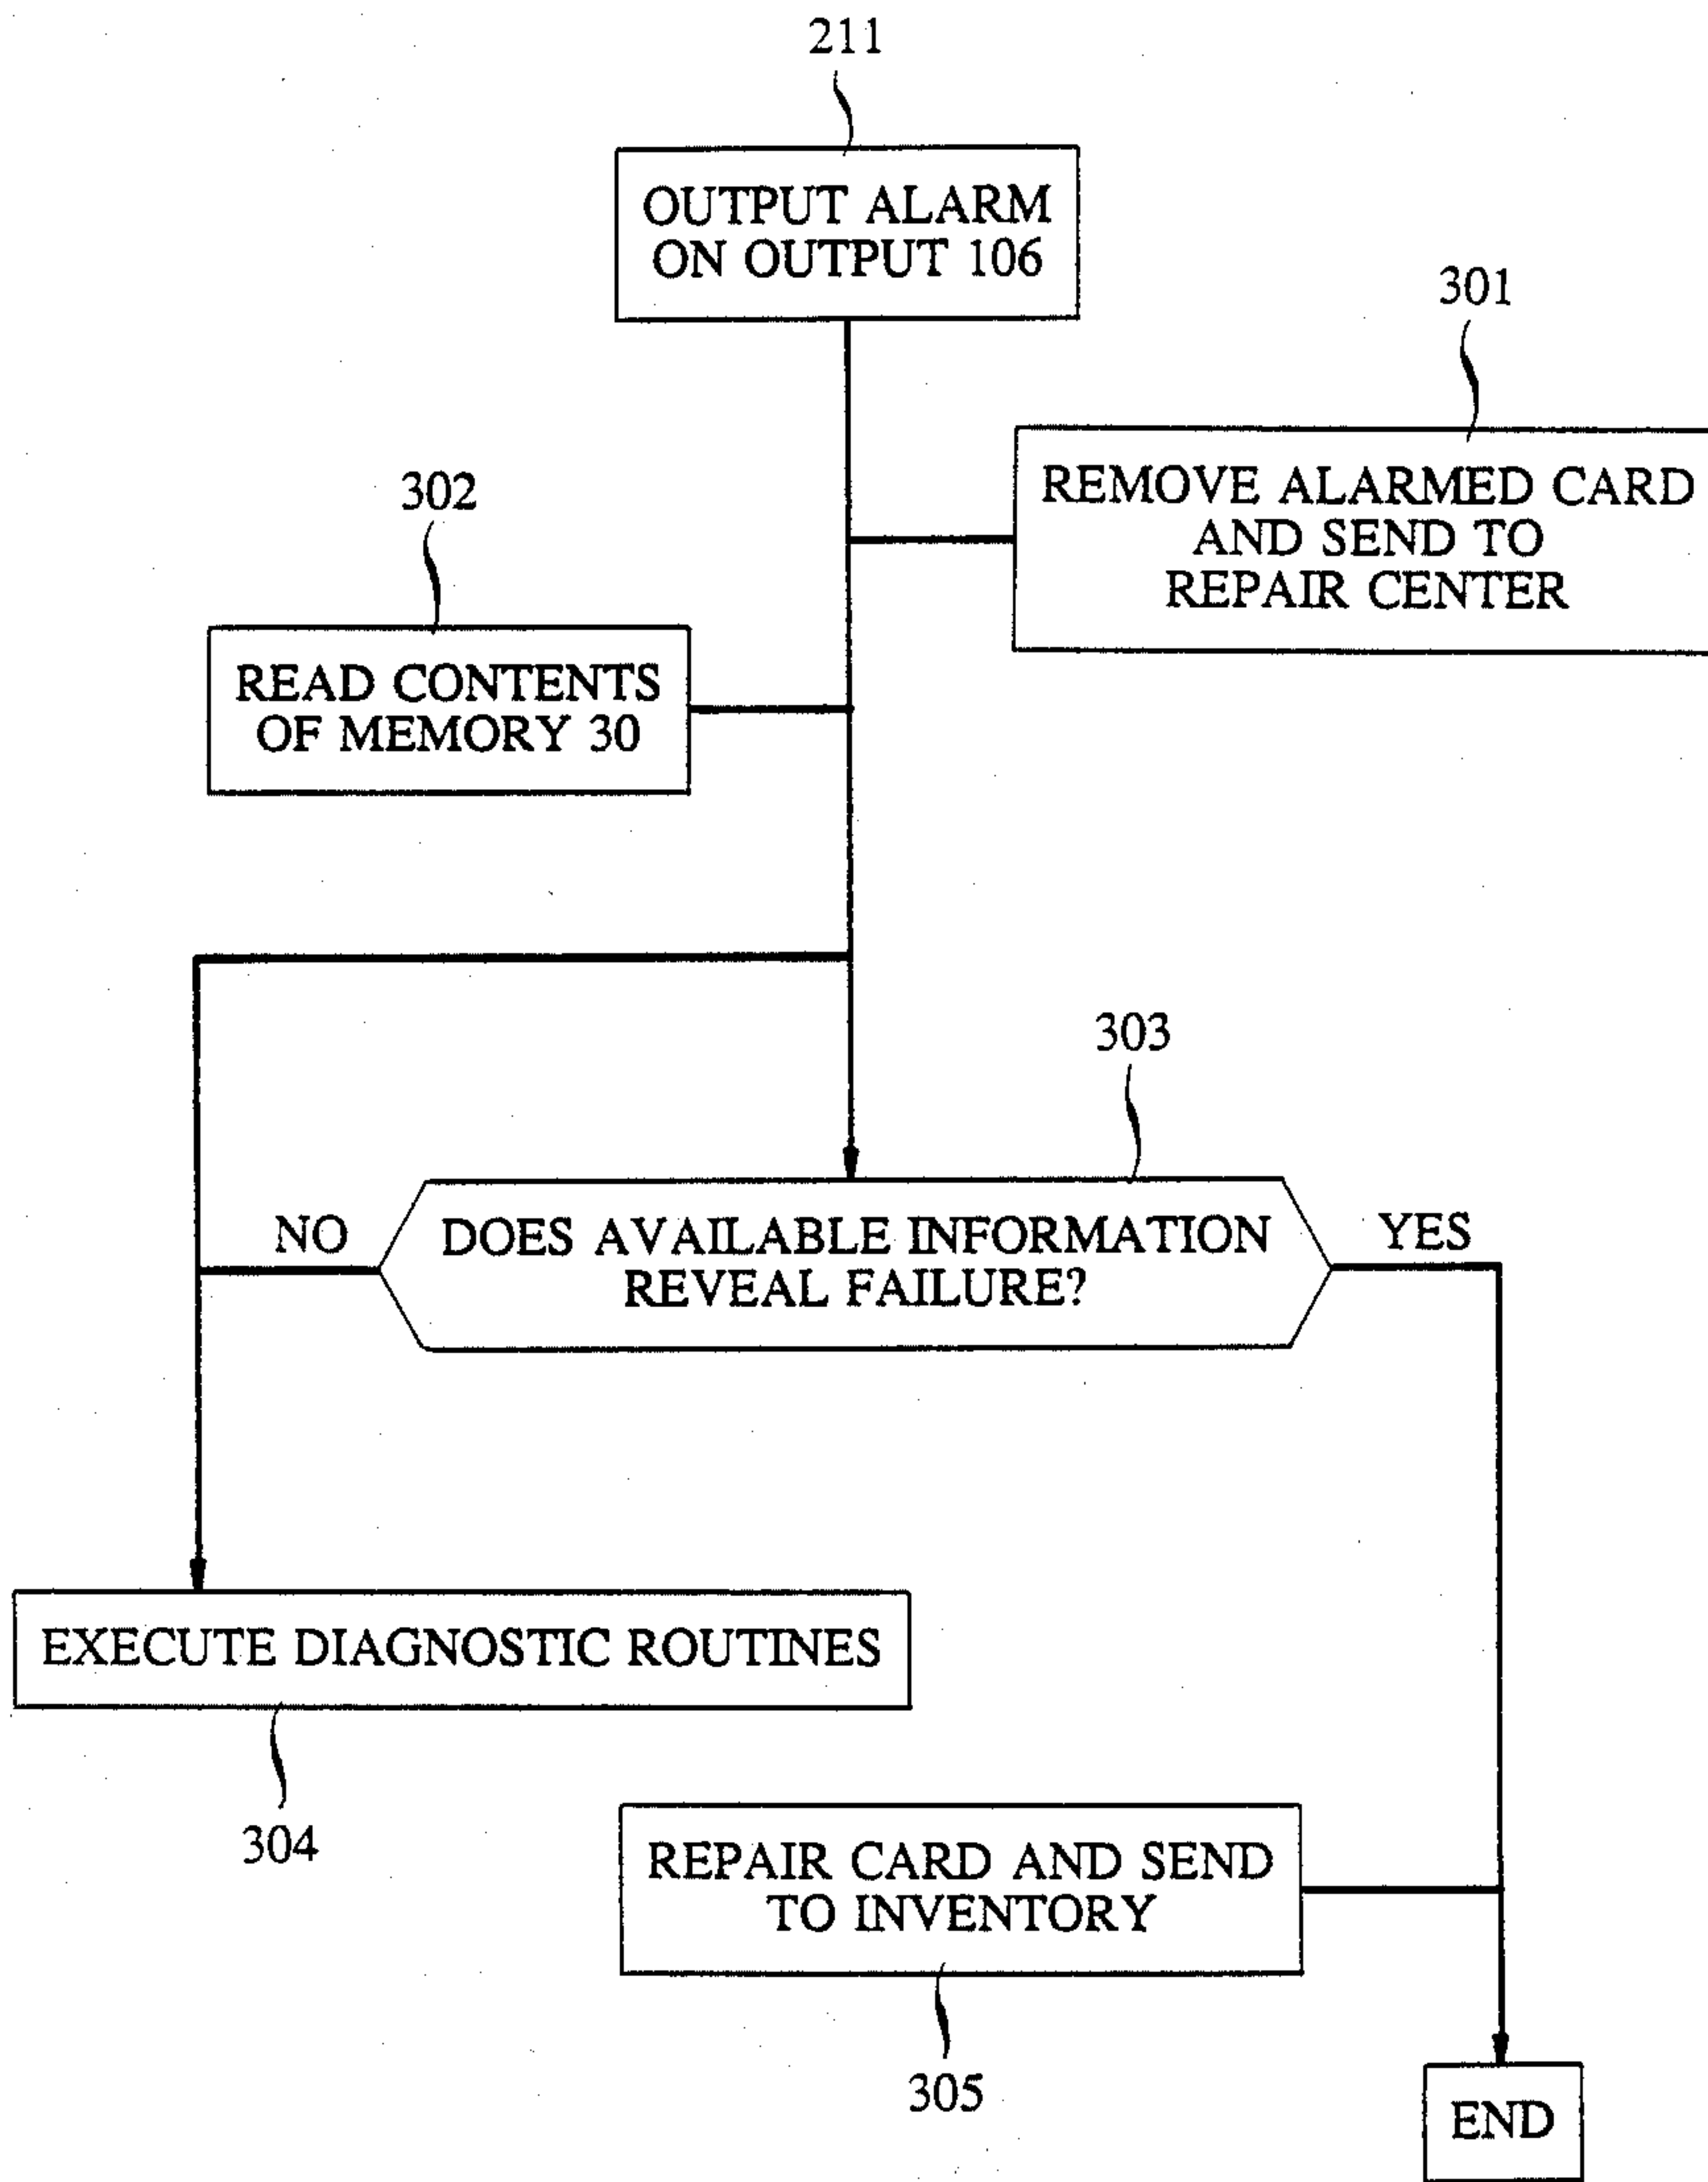 211
OUTPUT ALARM
ON OUTPUT 106
301
REMOVE ALARMED CARD
AND SEND TO
REPAIR CENTER
302
READ CONTENTS
OF MEMORY 30
303
NO
DOES AVAILABLE INFORMATION
REVEAL FAILURE?
YES
EXECUTE DIAGNOSTIC ROUTINES
304
REPAIR CARD AND SEND
TO INVENTORY
305
END